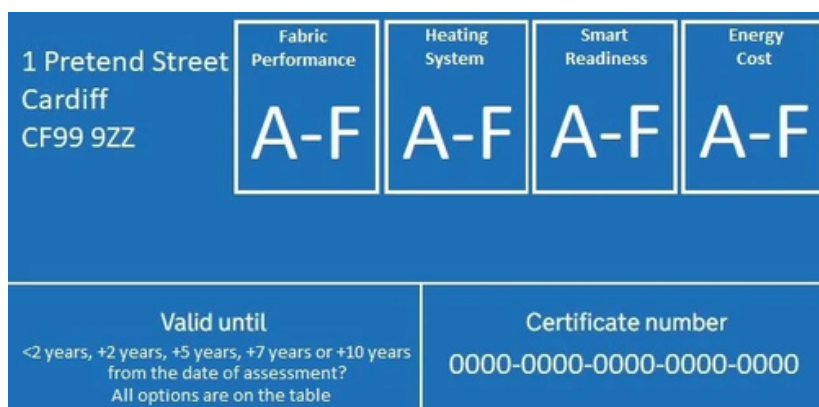 1 Pretend Street
Cardiff
CF99 9ZZ
Fabric
Performance
A-F
Heating
System
A-F
Smart
Readiness
A-F
Energy
Cost
A-F
Valid until
<2 years, +2 years, +5 years, +7 years or +10 years
from the date of assessment?
All options are on the table
Certificate number
0000-0000-0000-0000-0000